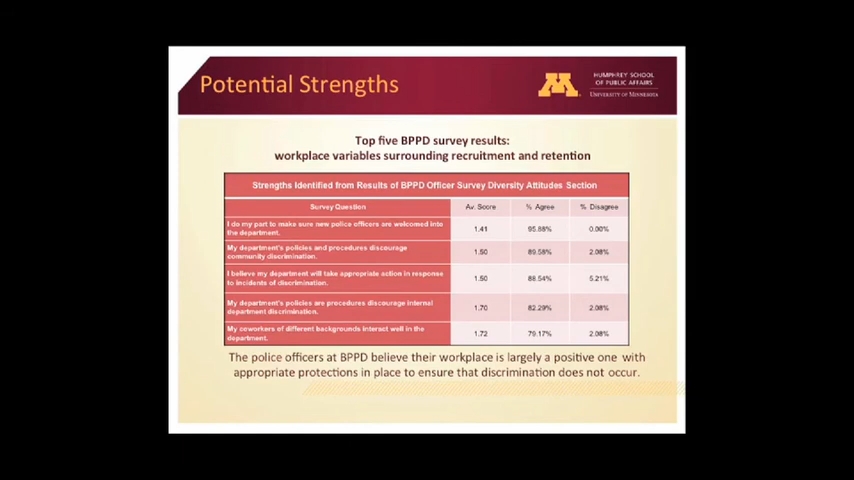 Potential Strengths
HUMPHREY SCHOOL
OF PUBLIC AFFAIRS
UNIVERSITY OF MINNESOTA
Top five BPPD survey results:
workplace variables surrounding recruitment and retention
Strengths Identified from Results of BPPD Officer Survey Diversity Attitudes Section
Survey Question Av. Score % Agree % Disagree
I do my part to make sure new police officers are welcomed into
the department. 1.41 95.88% 0.00%
My department's policies and procedures discourage
community discrimination. 1.50 89.58% 2.08%
I believe my department will take appropriate action in response
to incidents of discrimination. 1.50 88.54% 5.21%
My department's policies are procedures discourage internal
department discrimination. 1.70 82.29% 2.08%
My coworkers of different backgrounds interact well in the
department. 1.72 79.17% 2.08%
The police officers at BPPD believe their workplace is largely a positive one with
appropriate protections in place to ensure that discrimination does not occur.